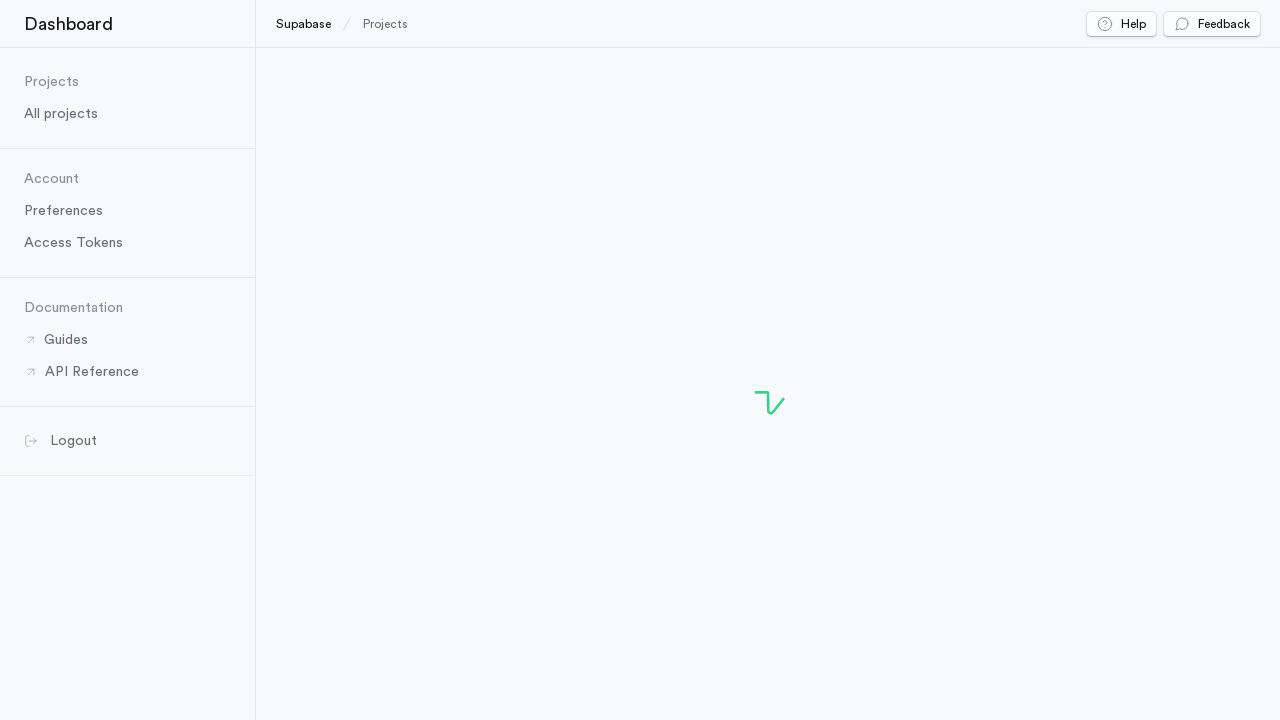 Dashboard
Supabase / Projects
Help
Feedback
Projects
All projects
Account
Preferences
Access Tokens
Documentation
Guides
API Reference
Logout